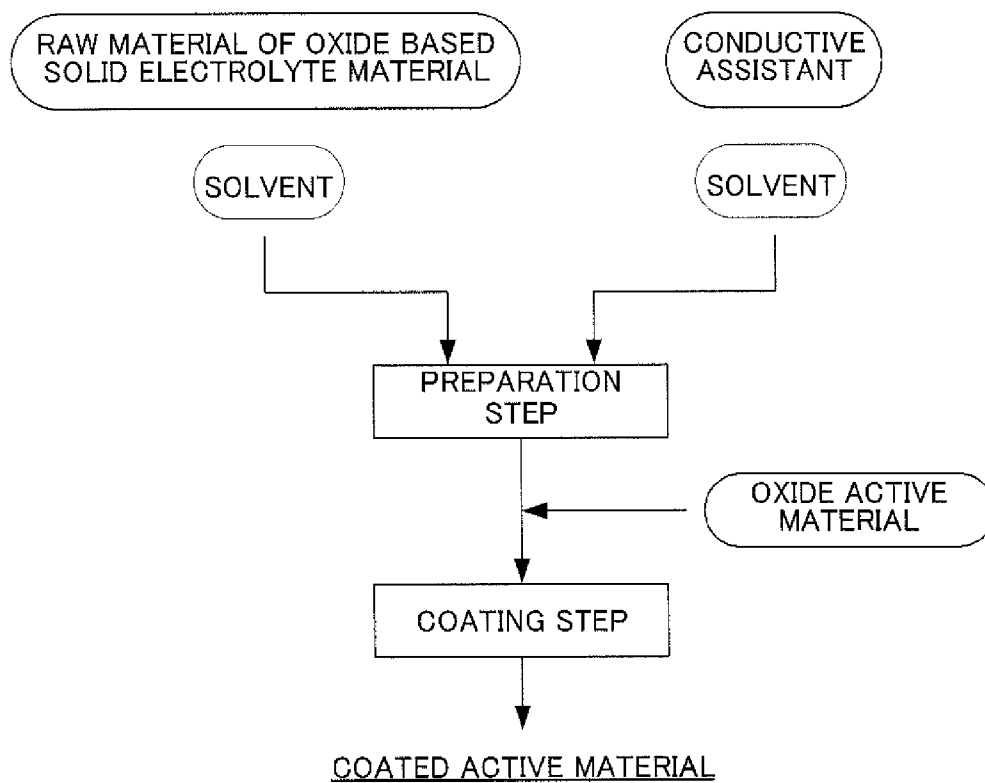 RAW MATERIAL OF OXIDE BASED
SOLID ELECTROLYTE MATERIAL
CONDUCTIVE
ASSISTANT
SOLVENT
SOLVENT
PREPARATION
STEP
OXIDE ACTIVE
MATERIAL
COATING STEP
COATED ACTIVE MATERIAL